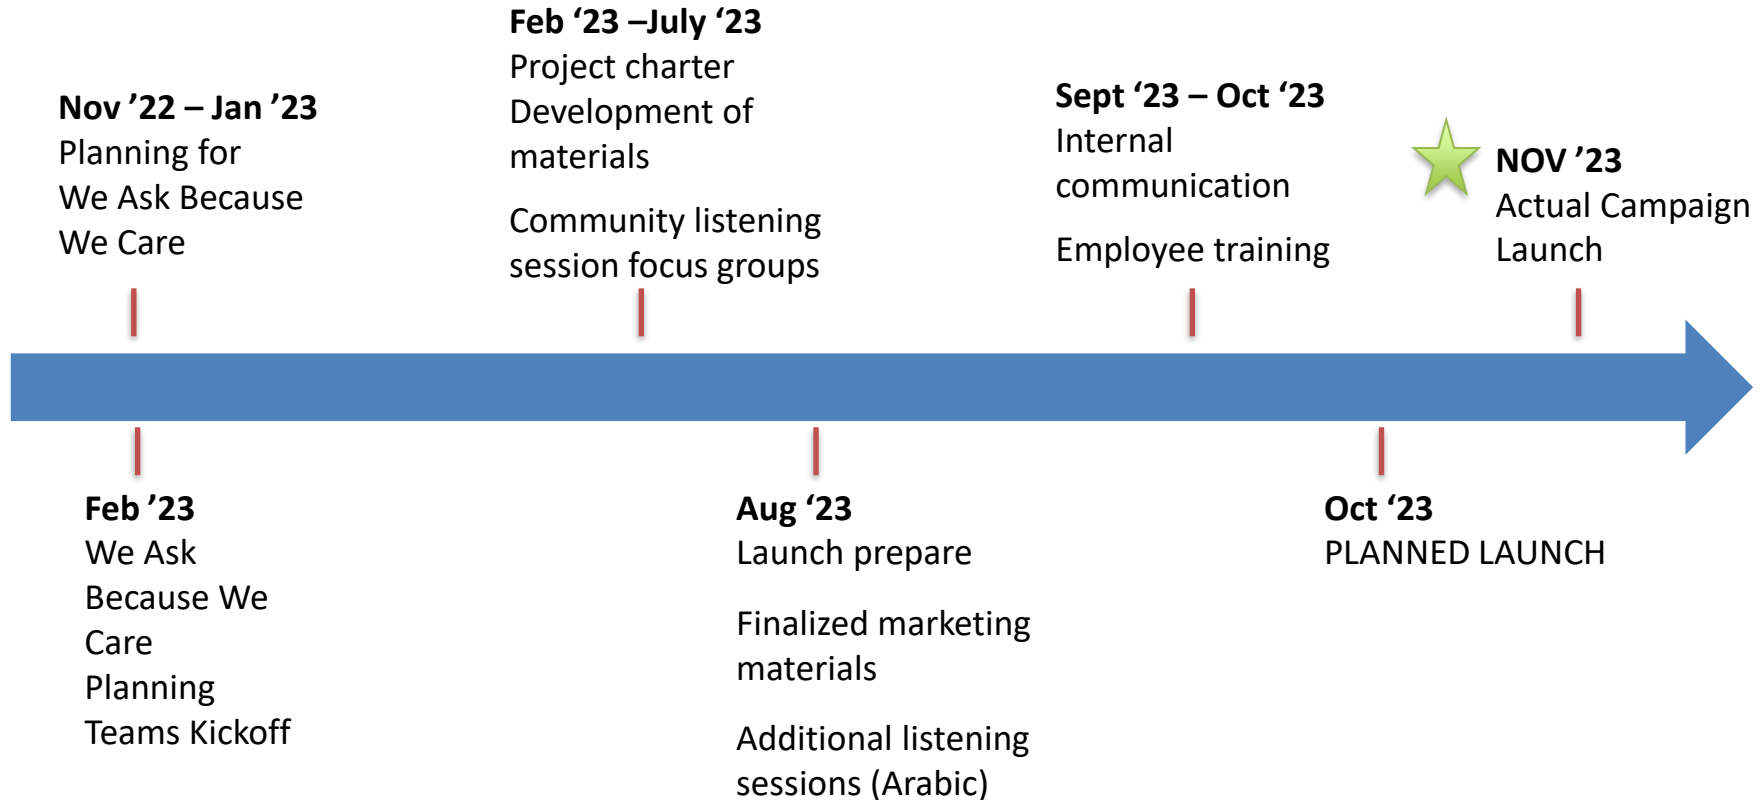 Nov ’22 – Jan ’23
Planning for
We Ask Because
We Care
Feb ‘23 –July ‘23
Project charter
Development of
materials
Community listening
session focus groups
Sept ‘23 – Oct ‘23
Internal
communication
Employee training
NOV ’23
Actual Campaign
Launch
Feb ’23
We Ask
Because We
Care
Planning
Teams Kickoff
Aug ‘23
Launch prepare
Finalized marketing
materials
Additional listening
sessions (Arabic)
Oct ‘23
PLANNED LAUNCH